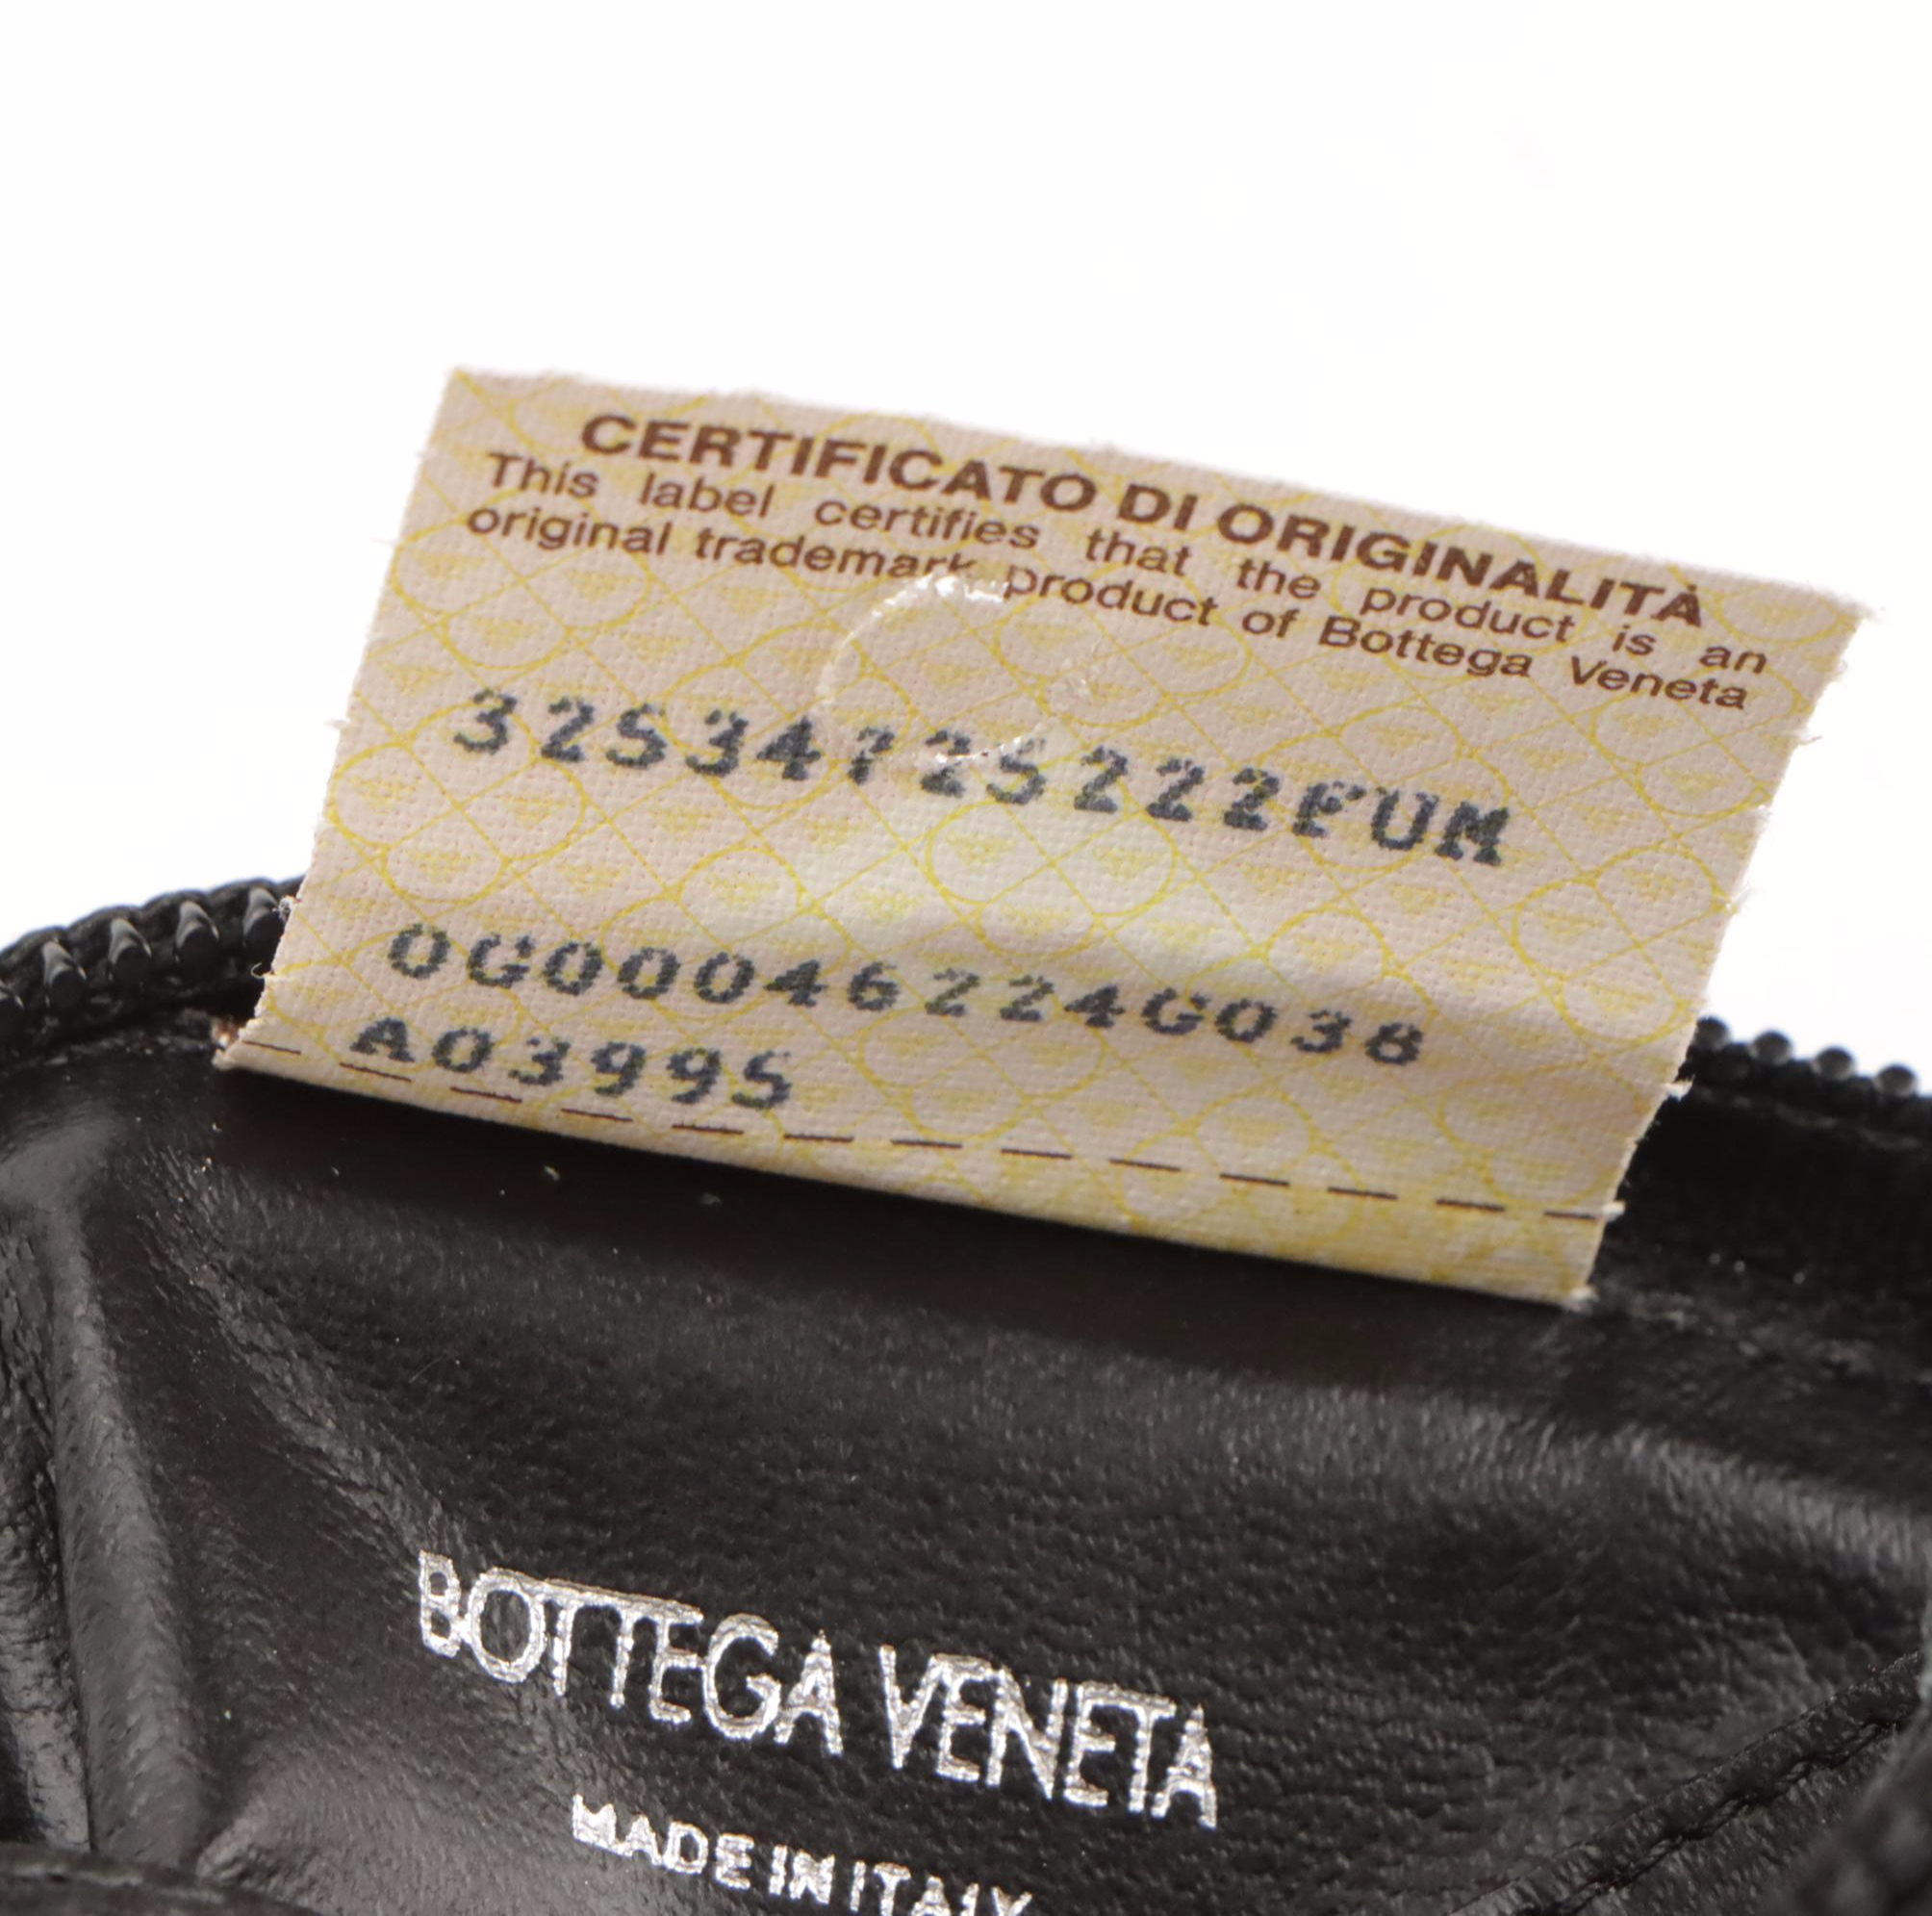 CERTIFICATO DI ORIGINALITÀ
This label certifies that the product is an
original trademark product of Bottega Veneta
3253472S222FUM
0G00046224G038
A03995
BOTTEGA VENETA
MADE IN ITALY